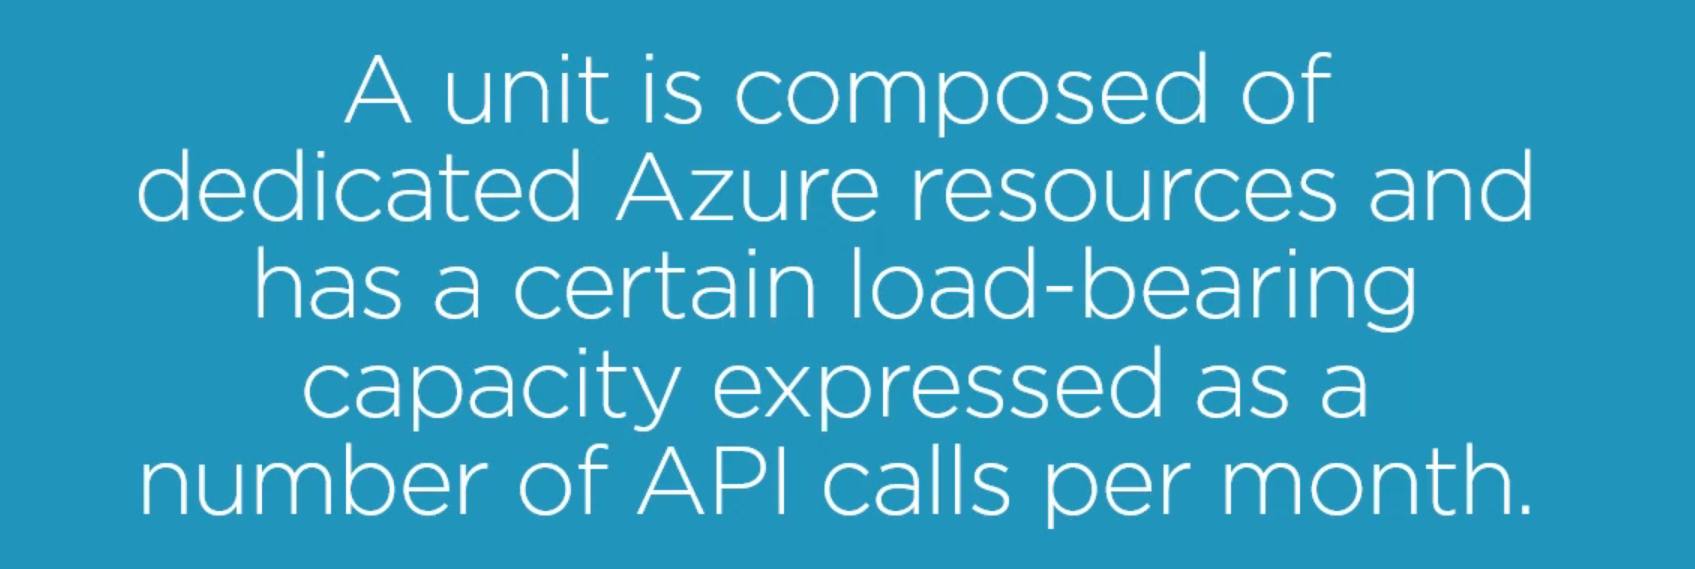 A unit is composed of
dedicated Azure resources and
has a certain load-bearing
capacity expressed as a
number of API calls per month.